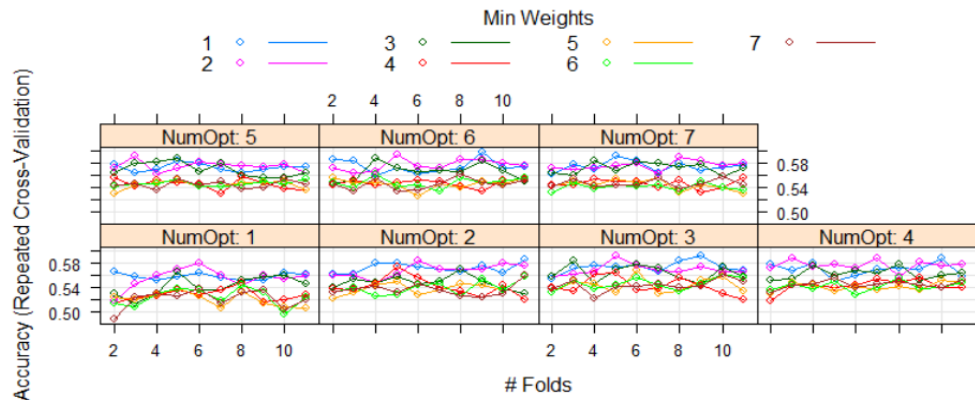 Min Weights
1 3 5 7
2 4 6
2 4 6 8 10
NumOpt: 5 NumOpt: 6 NumOpt: 7
0.58
0.54
0.50
NumOpt: 1 NumOpt: 2 NumOpt: 3 NumOpt: 4
0.58
0.54
0.50
2 4 6 8 10 2 4 6 8 10
# Folds
Accuracy (Repeated Cross-Validation)